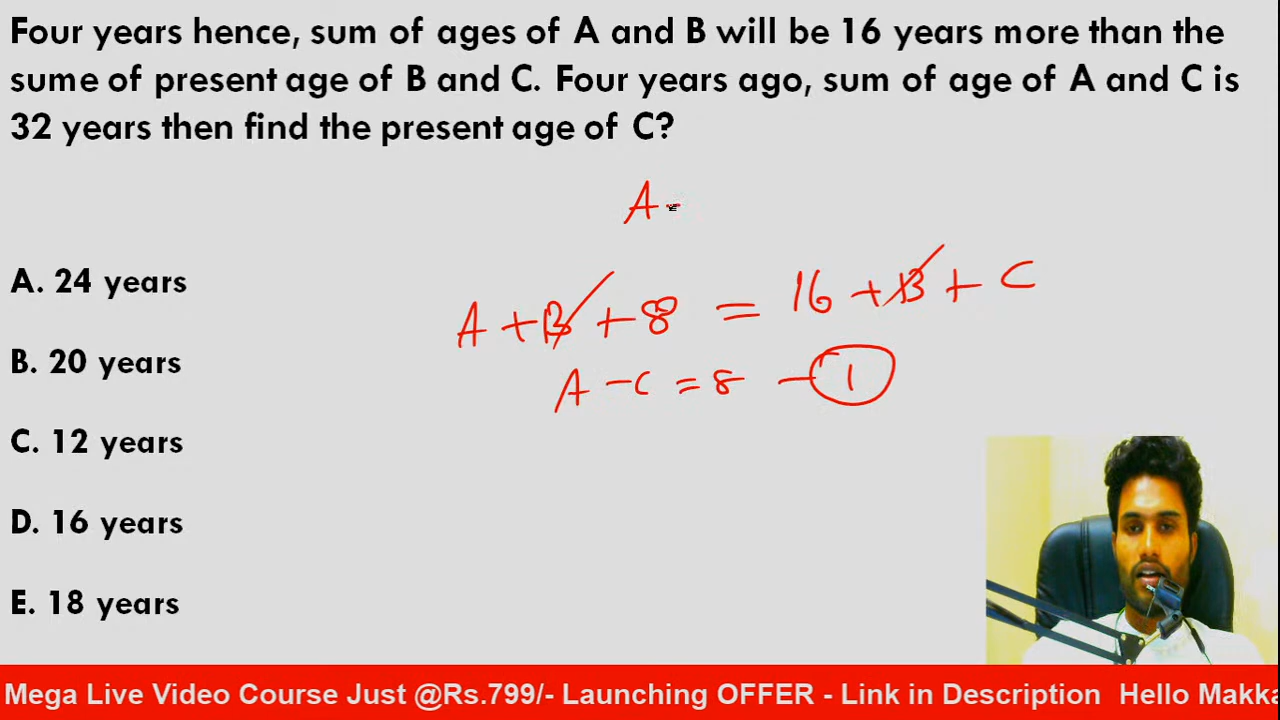 Four years hence, sum of ages of A and B will be 16 years more than the
sume of present age of B and C. Four years ago, sum of age of A and C is
32 years then find the present age of C?
A -
A + B + 8 = 16 + B + C
A - C = 8 - 1
A. 24 years
B. 20 years
C. 12 years
D. 16 years
E. 18 years
Mega Live Video Course Just @Rs.799/- Launching OFFER - Link in Description Hello Makka